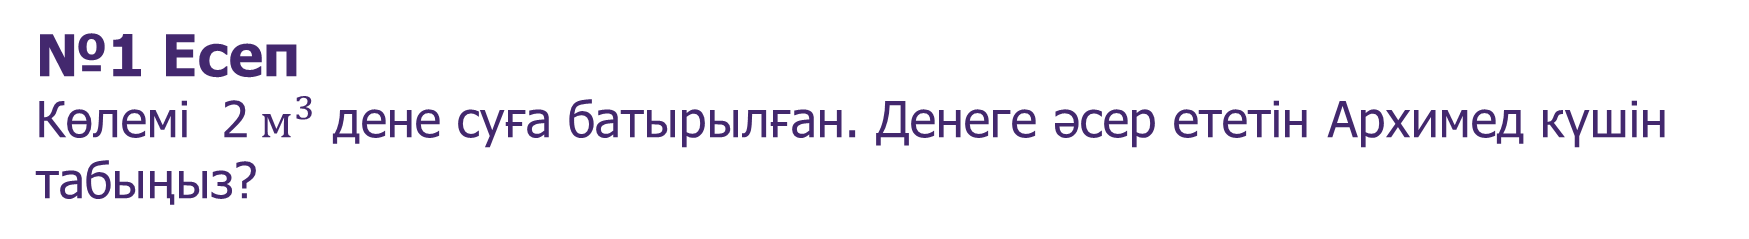 №1 Есеп
Көлемі 2 м³ дене суға батырылған. Денеге әсер ететін Архимед күшін
табыңыз?